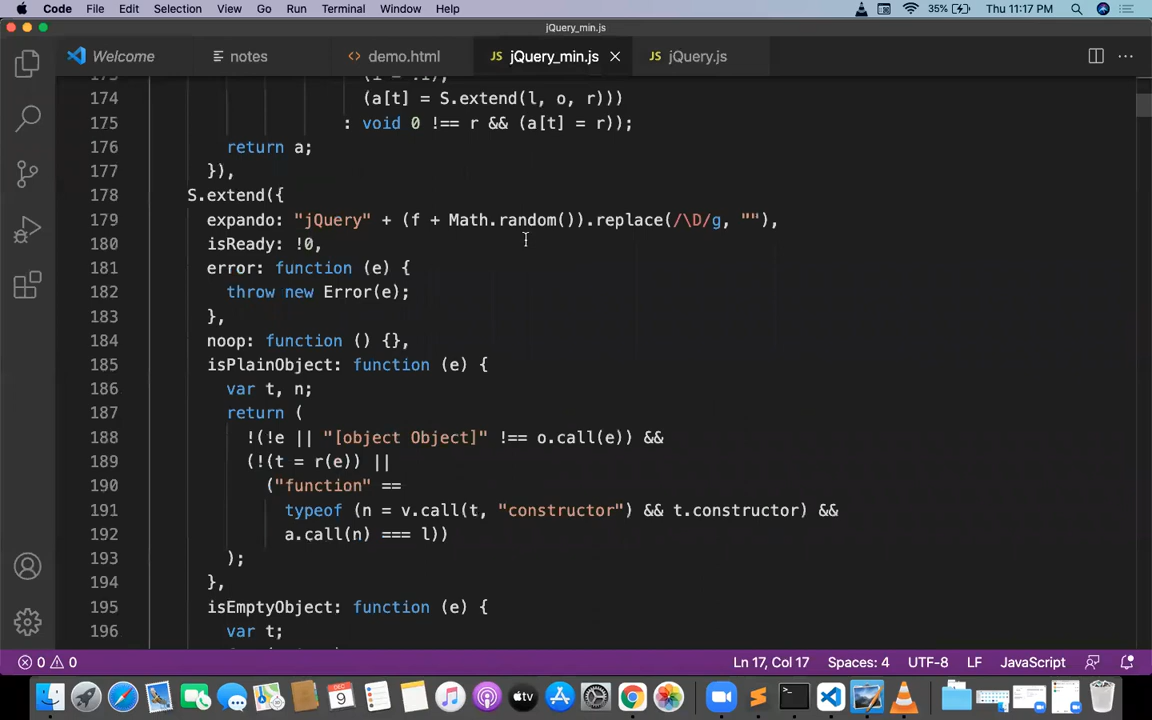 Code File Edit Selection View Go Run Terminal Window Help 35% Thu 11:17 PM
jQuery_min.js
Welcome notes <> demo.html JS jQuery_min.js × JS jQuery.js
174 (a[t] = S.extend(l, o, r)))
175 : void 0 !== r && (a[t] = r));
176 return a;
177 }),
178 S.extend({
179 expando: "jQuery" + (f + Math.random()).replace(/\D/g, ""),
180 isReady: !0,
181 error: function (e) {
182 throw new Error(e);
183 },
184 noop: function () {},
185 isPlainObject: function (e) {
186 var t, n;
187 return (
188 !(!e || "[object Object]" !== o.call(e)) &&
189 (!(t = r(e)) ||
190 ("function" ==
191 typeof (n = v.call(t, "constructor") && t.constructor) &&
192 a.call(n) === l))
193 );
194 },
195 isEmptyObject: function (e) {
196 var t;
0 0 Ln 17, Col 17 Spaces: 4 UTF-8 LF JavaScript
DEC
9
tv